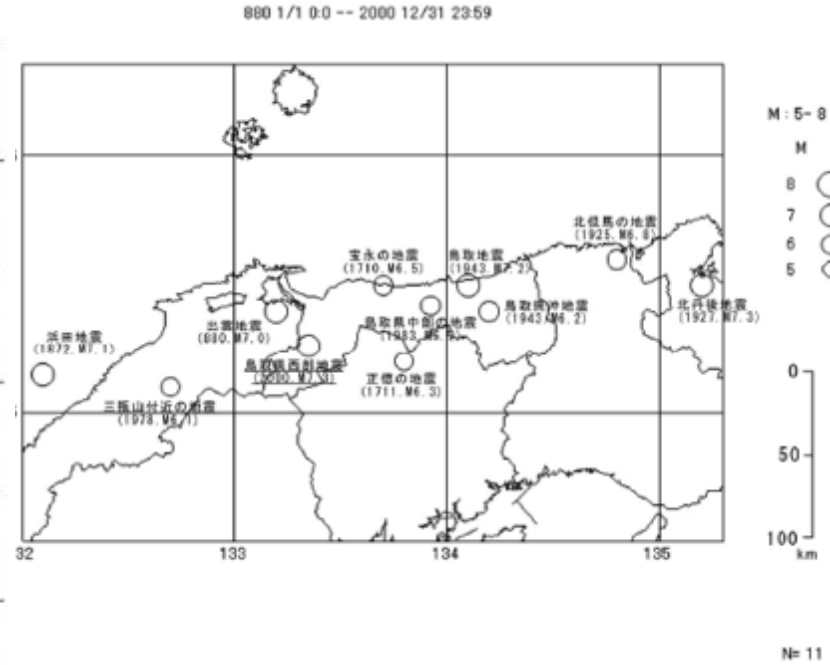 880 1/1 0:0 -- 2000 12/31 23:59
M : 5- 8
M
8
7
6
5
北但馬の地震
(1925. M6.8)
宝永の地震
(1710. M6.5)
鳥取地震
(1943. M7.2)
鳥取県沖地震
(1943. M6.2)
北丹後地震
(1927. M7.3)
出雲地震
(880. M7.0)
鳥取県中部の地震
浜田地震
(1872. M7.1)
鳥取県西部地震
(2000. M7.3)
正徳の地震
(1711. M6.3)
三瓶山付近の地震
(1978. M6.1)
0
50
100
km
32
133
134
135
N= 11